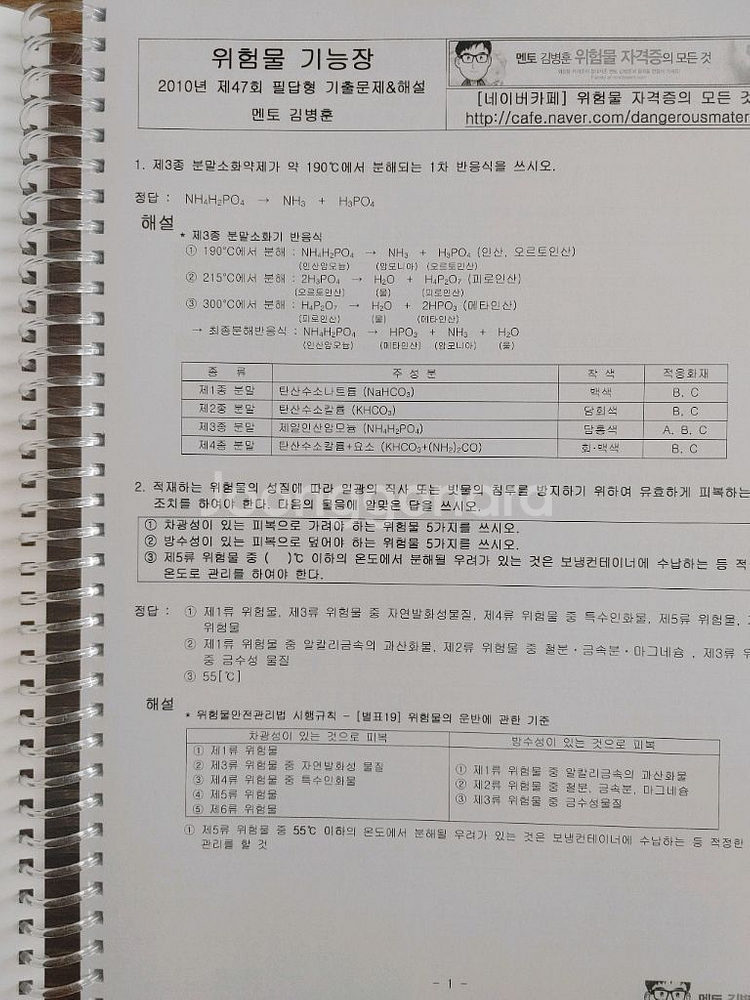 위험물 기능장
2010년 제47회 필답형 기출문제&해설
멘토 김병훈
멘토 김병훈 위험물 자격증의 모든 것
[네이버카페] 위험물 자격증의 모든 것
http://cafe.naver.com/dangerousmater
1. 제3종 분말소화약제가 약 190℃에서 분해되는 1차 반응식을 쓰시오.
정답 : NH₄H₂PO₄ → NH₃ + H₃PO₄
해설
* 제3종 분말소화기 반응식
① 190℃에서 분해 : NH₄H₂PO₄ → NH₃ + H₃PO₄ (인산, 오르토인산)
(인산암모늄) (암모니아) (오르토인산)
② 215℃에서 분해 : 2H₃PO₄ → H₂O + H₄P₂O₇ (피로인산)
(오르토인산) (물) (피로인산)
③ 300℃에서 분해 : H₄P₂O₇ → H₂O + 2HPO₃ (메타인산)
(피로인산) (물) (메타인산)
→ 최종분해반응식 : NH₄H₂PO₄ → HPO₃ + NH₃ + H₂O
(인산암모늄) (메타인산) (암모니아) (물)
종 류 주 성 분 착 색 적응화재
제1종 분말 탄산수소나트륨 (NaHCO₃) 백색 B, C
제2종 분말 탄산수소칼륨 (KHCO₃) 담회색 B, C
제3종 분말 제일인산암모늄 (NH₄H₂PO₄) 담홍색 A, B, C
제4종 분말 탄산수소칼륨+요소 (KHCO₃+(NH₂)₂CO) 회·백색 B, C
2. 적재하는 위험물의 성질에 따라 일광의 직사 또는 빗물의 침투를 방지하기 위하여 유효하게 피복하는
조치를 하여야 한다. 다음의 물음에 알맞은 답을 쓰시오.
① 차광성이 있는 피복으로 가려야 하는 위험물 5가지를 쓰시오.
② 방수성이 있는 피복으로 덮어야 하는 위험물 5가지를 쓰시오.
③ 제5류 위험물 중 ( )℃ 이하의 온도에서 분해될 우려가 있는 것은 보냉컨테이너에 수납하는 등 적
온도로 관리를 하여야 한다.
정답 : ① 제1류 위험물, 제3류 위험물 중 자연발화성물질, 제4류 위험물 중 특수인화물, 제5류 위험물,
위험물
② 제1류 위험물 중 알칼리금속의 과산화물, 제2류 위험물 중 철분·금속분·마그네슘 , 제3류 위
중 금수성 물질
③ 55[℃]
해설
* 위험물안전관리법 시행규칙 - [별표19] 위험물의 운반에 관한 기준
차광성이 있는 것으로 피복 방수성이 있는 것으로 피복
① 제1류 위험물
② 제3류 위험물 중 자연발화성 물질
③ 제4류 위험물 중 특수인화물
④ 제5류 위험물
⑤ 제6류 위험물
① 제1류 위험물 중 알칼리금속의 과산화물
② 제2류 위험물 중 철분, 금속분, 마그네슘
③ 제3류 위험물 중 금수성물질
① 제5류 위험물 중 55℃ 이하의 온도에서 분해될 우려가 있는 것은 보냉컨테이너에 수납하는 등 적정한
관리를 할 것
- 1 -
멘토 김병